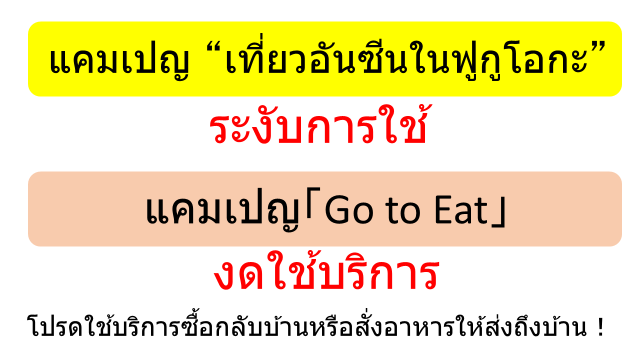 แคมเปญ “เที่ยวอันซีนในฟูกูโอกะ”
ระงับการใช้
แคมเปญ「Go to Eat」
งดใช้บริการ
โปรดใช้บริการซื้อกลับบ้านหรือสั่งอาหารให้ส่งถึงบ้าน !